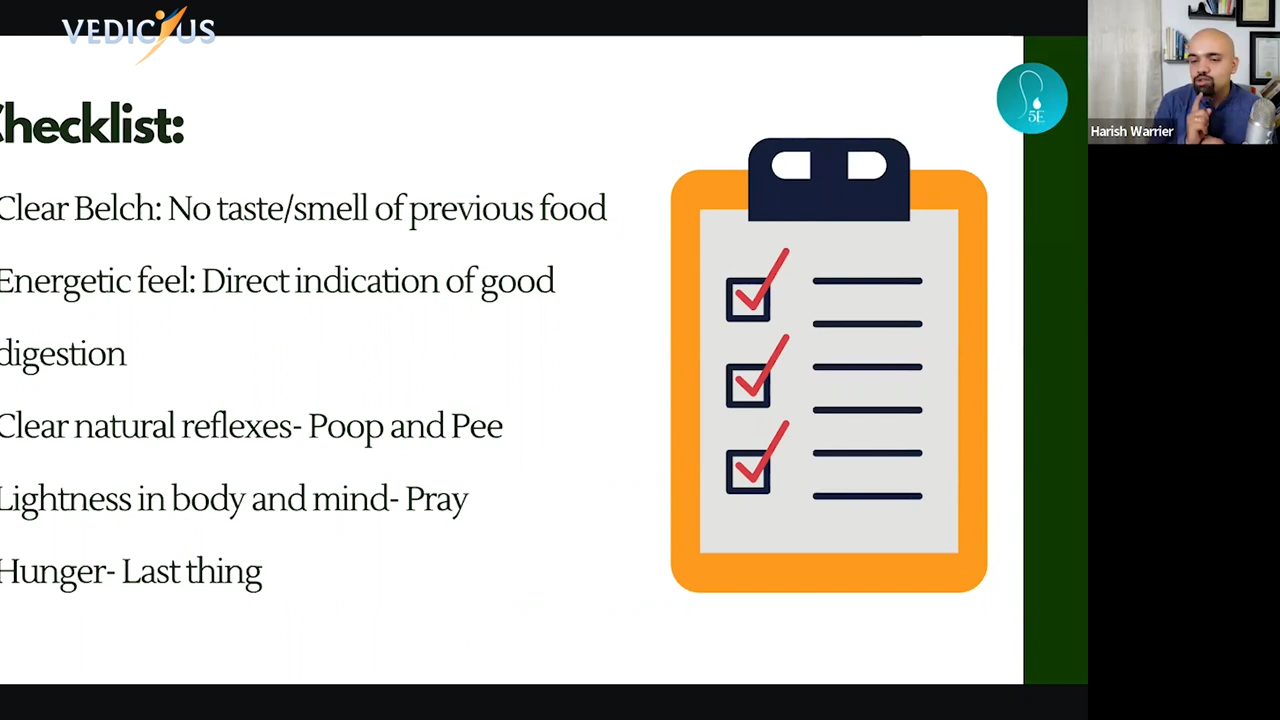 VEDICIUS
Checklist:
Clear Belch: No taste/smell of previous food
Energetic feel: Direct indication of good
digestion
Clear natural reflexes- Poop and Pee
Lightness in body and mind- Pray
Hunger- Last thing
5E
Harish Warrier